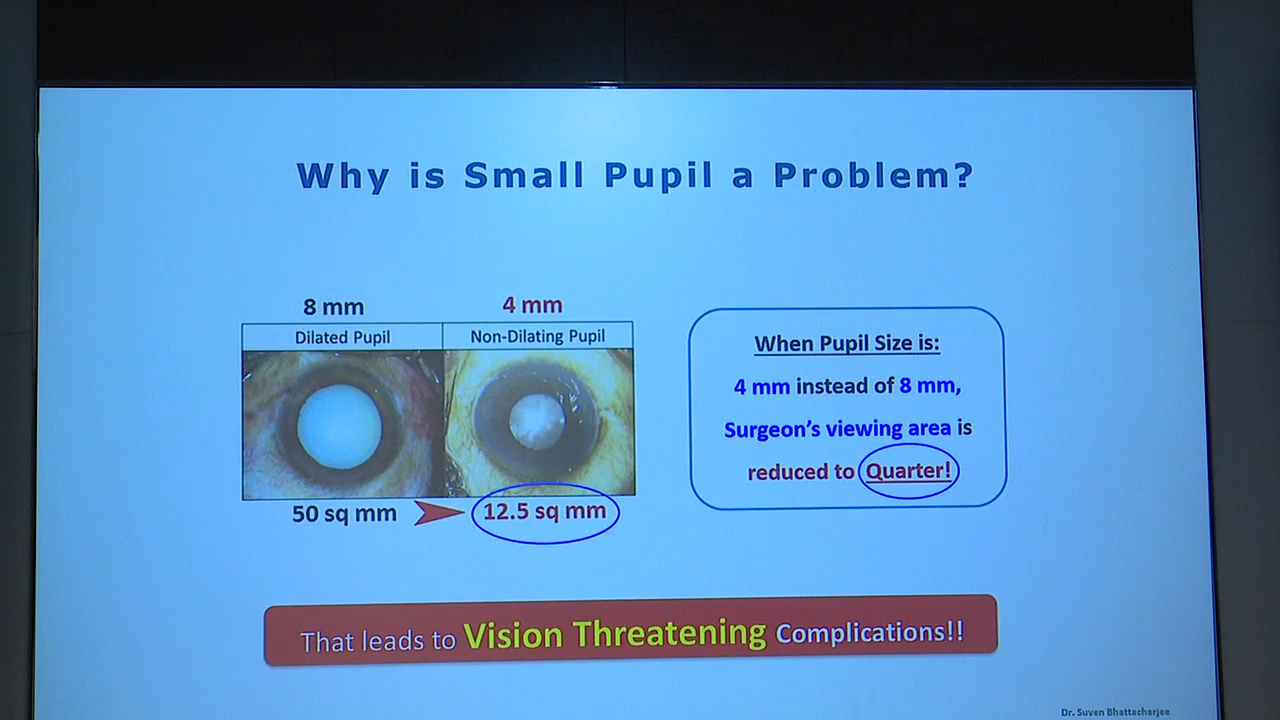 Why is Small Pupil a Problem?
8 mm
4 mm
Dilated Pupil
Non-Dilating Pupil
50 sq mm
12.5 sq mm
When Pupil Size is:
4 mm instead of 8 mm,
Surgeon's viewing area is
reduced to Quarter!
That leads to Vision Threatening Complications!!
Dr. Suven Bhattacharjee